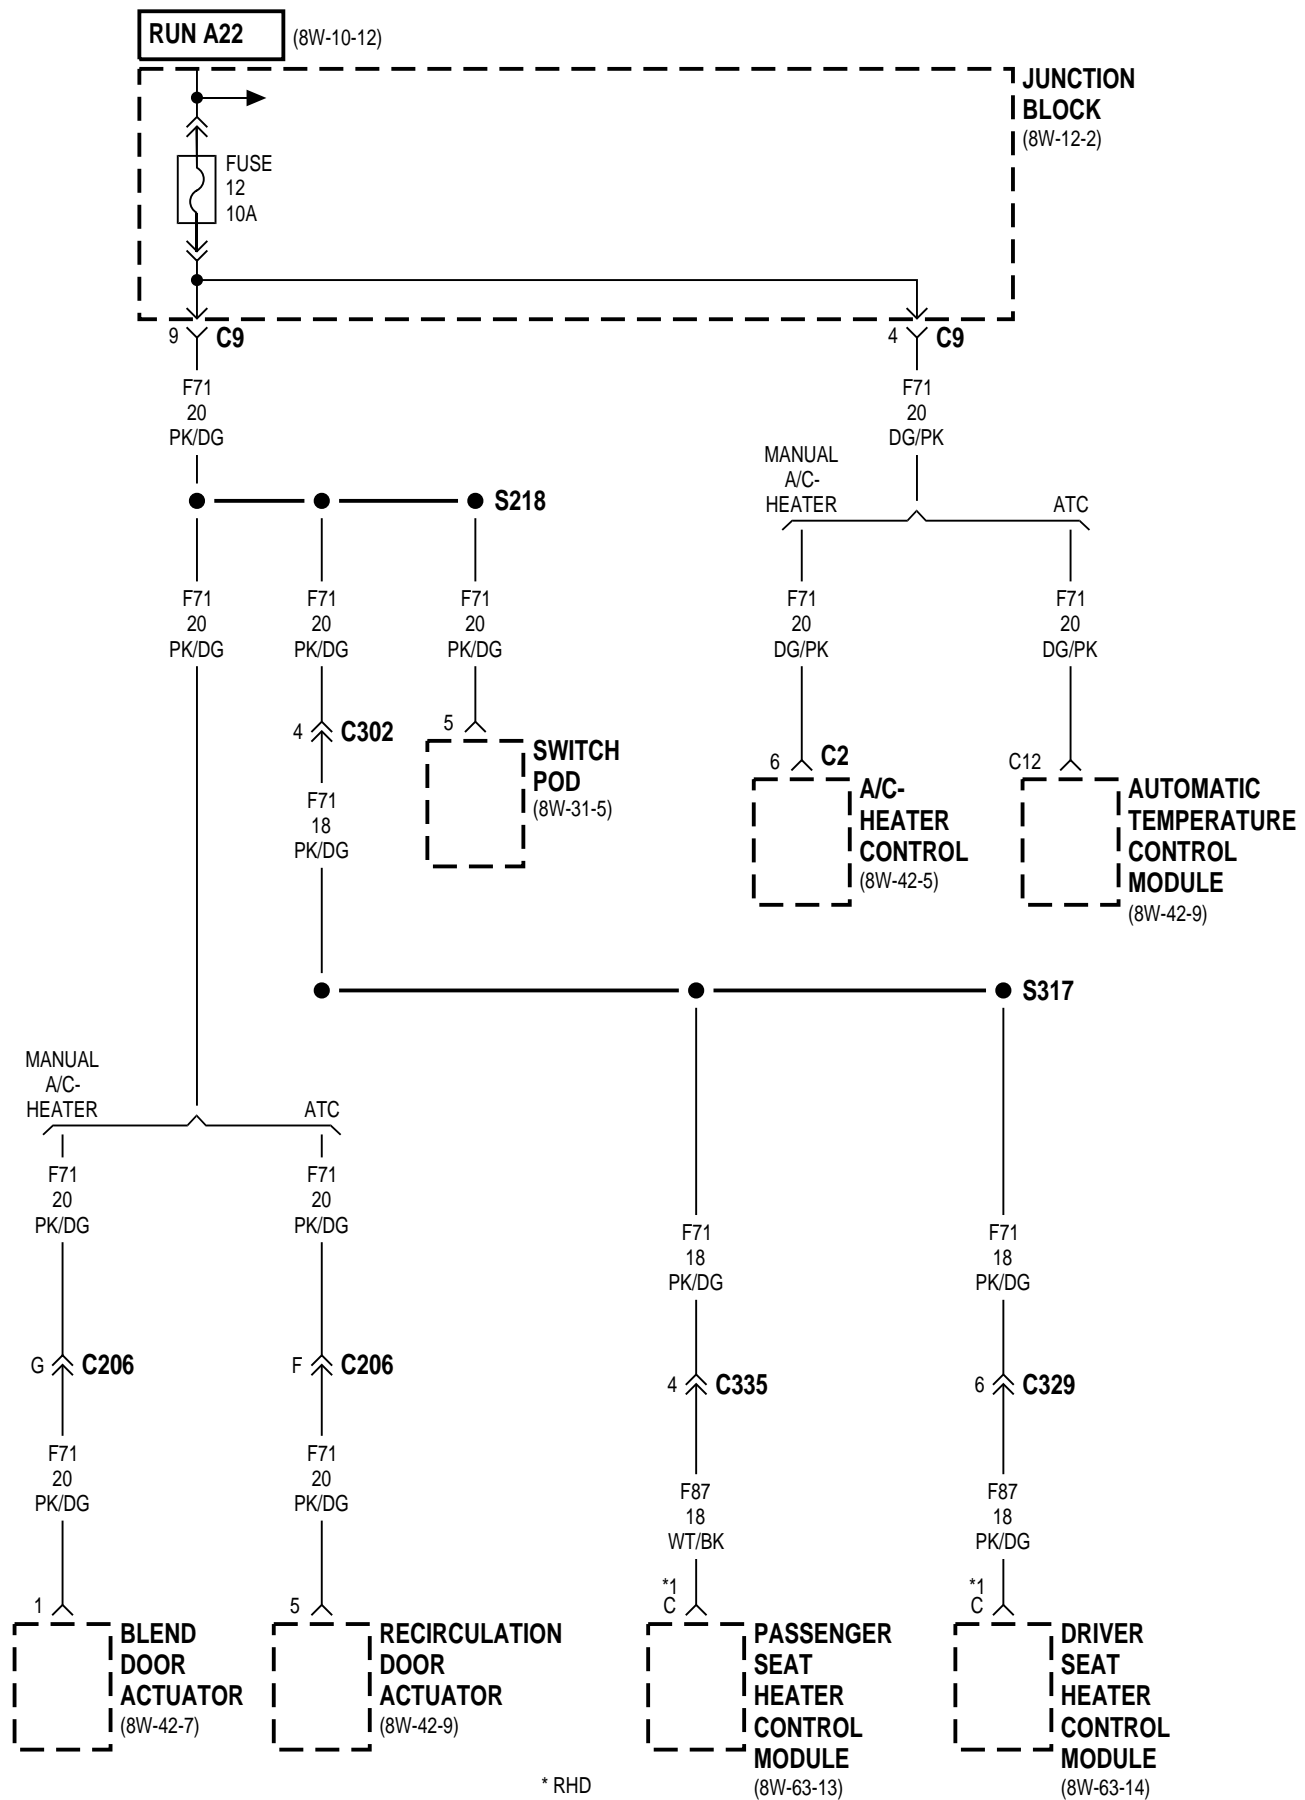 RUN A22 (8W-10-12)
JUNCTION
BLOCK
(8W-12-2)
FUSE
12
10A
9 C9
4 C9
F71
20
PK/DG
F71
20
DG/PK
MANUAL
A/C-
HEATER
ATC
S218
F71
20
PK/DG
F71
20
PK/DG
F71
20
PK/DG
F71
20
DG/PK
F71
20
DG/PK
4 C302
5
SWITCH
POD
(8W-31-5)
6 C2
A/C-
HEATER
CONTROL
(8W-42-5)
C12
AUTOMATIC
TEMPERATURE
CONTROL
MODULE
(8W-42-9)
F71
18
PK/DG
S317
MANUAL
A/C-
HEATER
ATC
F71
20
PK/DG
F71
20
PK/DG
F71
18
PK/DG
F71
18
PK/DG
G C206
F C206
4 C335
6 C329
F71
20
PK/DG
F71
20
PK/DG
F87
18
WT/BK
F87
18
PK/DG
1
BLEND
DOOR
ACTUATOR
(8W-42-7)
5
RECIRCULATION
DOOR
ACTUATOR
(8W-42-9)
*1
C
PASSENGER
SEAT
HEATER
CONTROL
MODULE
(8W-63-13)
*1
C
DRIVER
SEAT
HEATER
CONTROL
MODULE
(8W-63-14)
* RHD